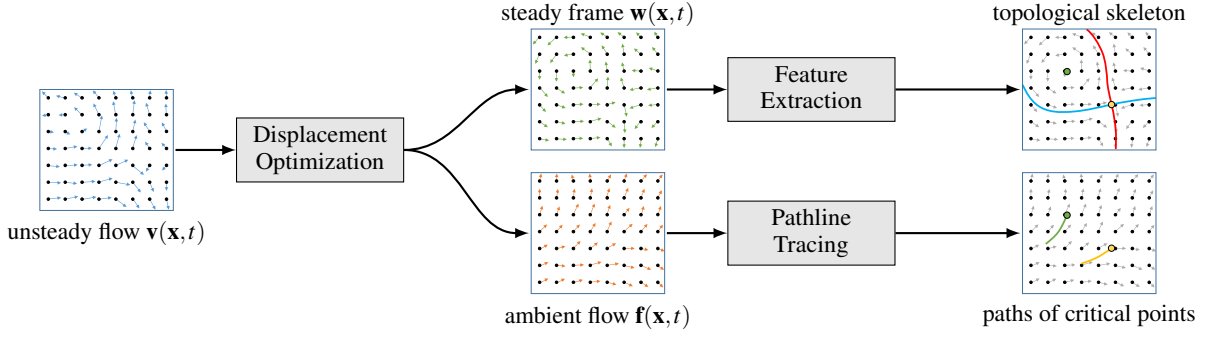 steady frame w(x,t)
topological skeleton
Feature
Extraction
Displacement
Optimization
unsteady flow v(x,t)
Pathline
Tracing
ambient flow f(x,t)
paths of critical points